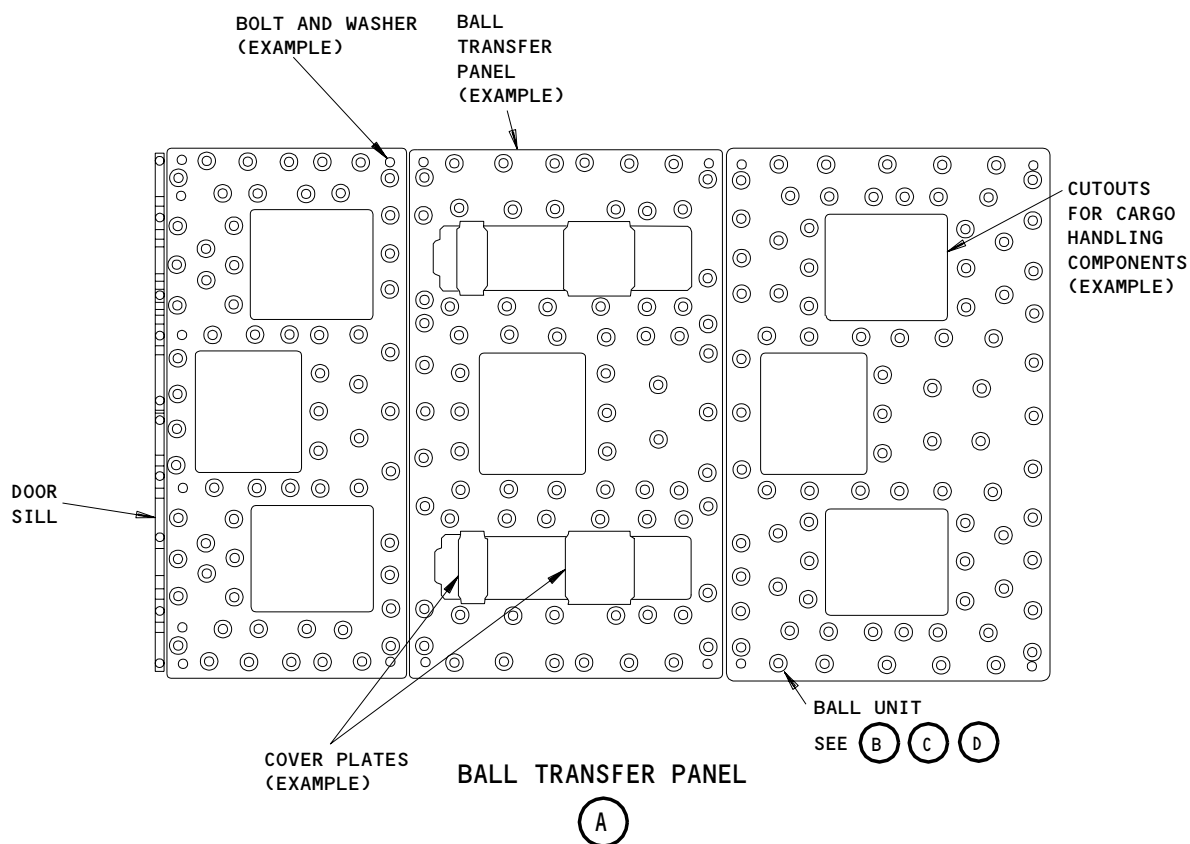 BOLT AND WASHER
(EXAMPLE)
BALL
TRANSFER
PANEL
(EXAMPLE)
CUTOUTS
FOR CARGO
HANDLING
COMPONENTS
(EXAMPLE)
DOOR
SILL
BALL UNIT
SEE B C D
COVER PLATES
(EXAMPLE)
BALL TRANSFER PANEL
A